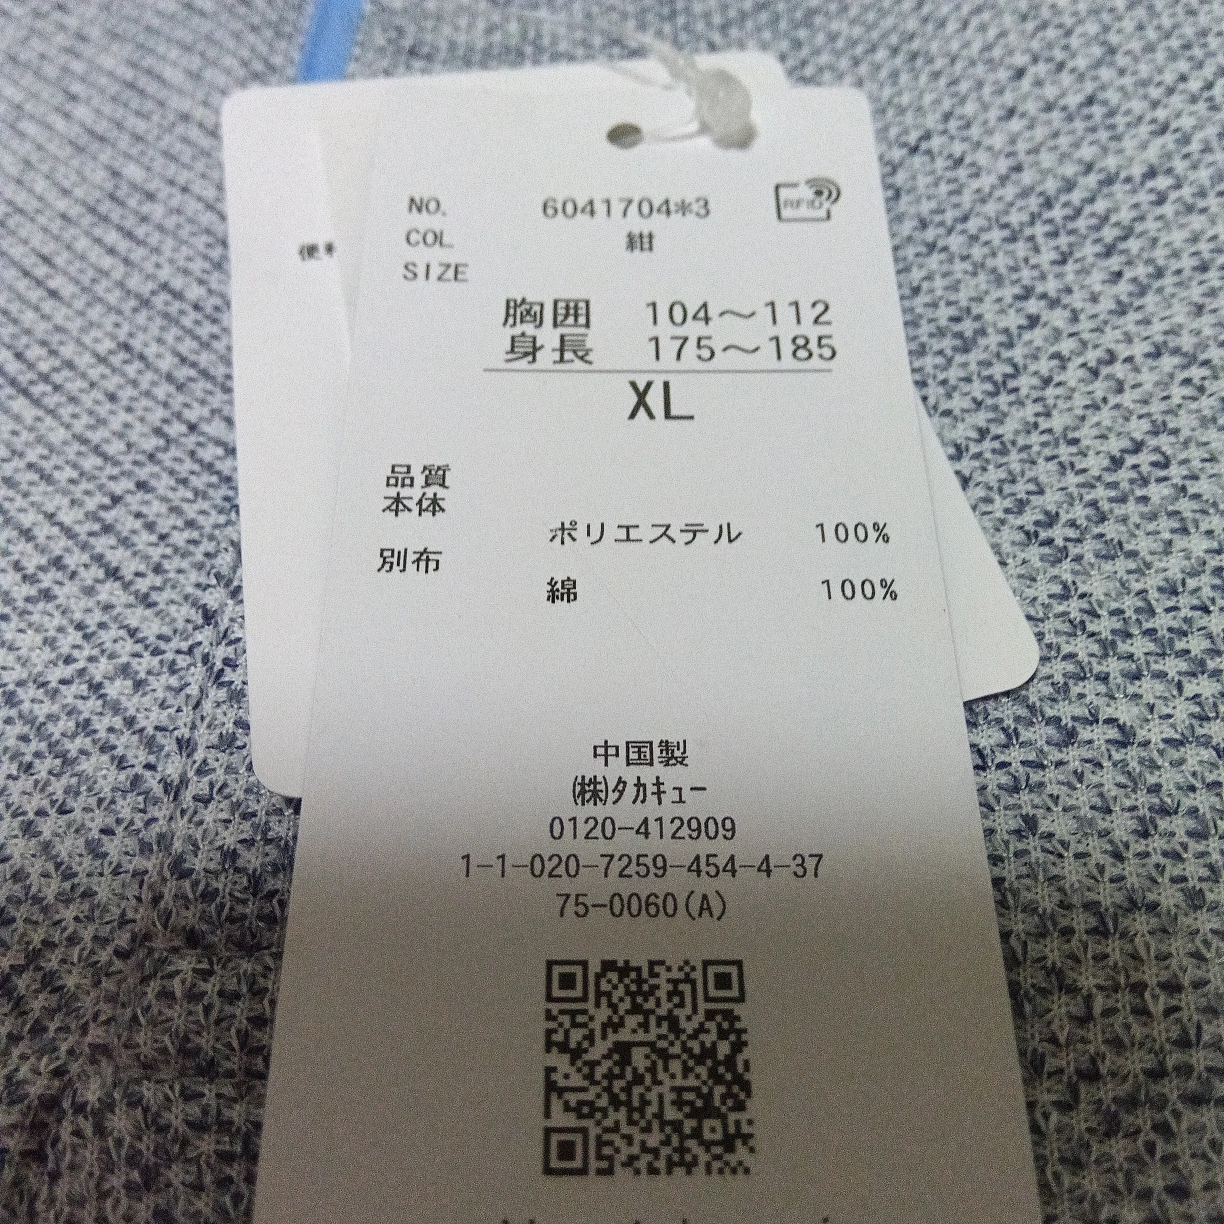 NO. 6041704*3 RFID
COL 紺
SIZE
胸囲 104～112
身長 175～185
XL
品質
本体
ポリエステル 100%
別布
綿 100%
中国製
㈱タカキュー
0120-412909
1-1-020-7259-454-4-37
75-0060(A)